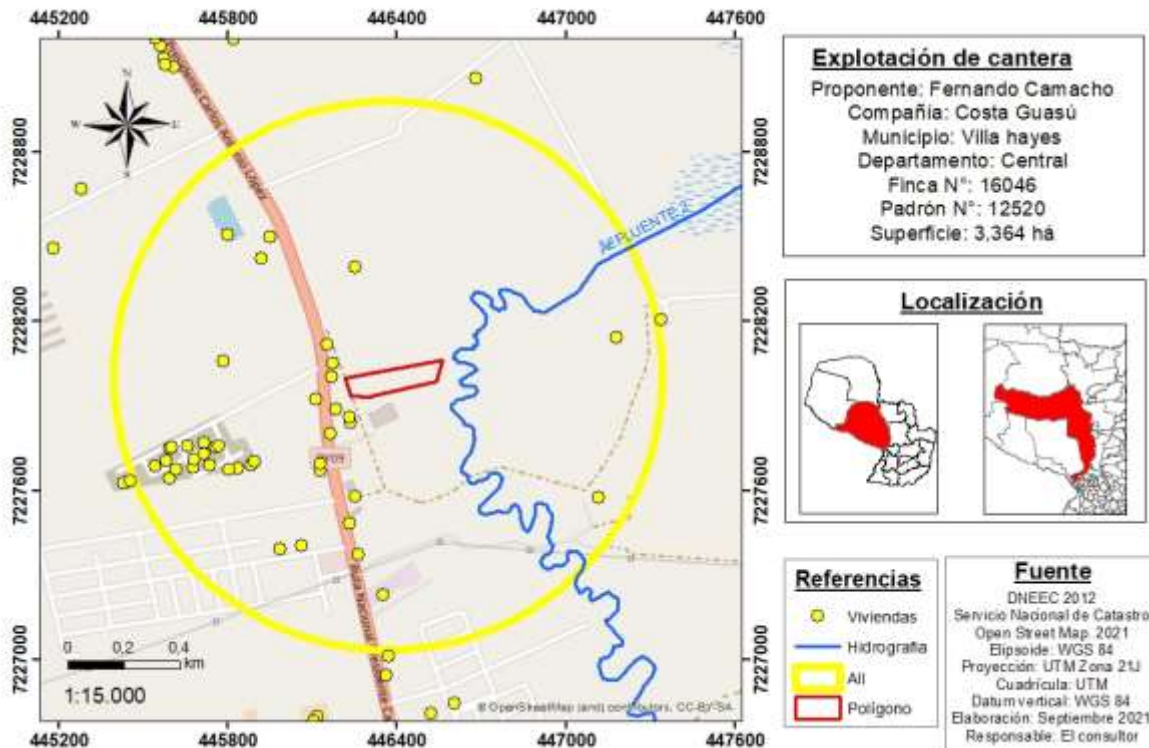 445200 445800 446400 447000 447600
7228800
7228200
7227600
7227000
N
W
S
AFLUENTE 2
0 0,2 0,4
km
1:15.000
© OpenStreetMap (and) contributors, CC-BY-SA
7228800
7228200
7227600
7227000
445200 445800 446400 447000 447600
Explotación de cantera
Proponente: Fernando Camacho
Compañía: Costa Guasú
Municipio: Villa hayes
Departamento: Central
Finca N°: 16046
Padrón N°: 12520
Superficie: 3,364 há
Localización
Referencias
Viviendas
Hidrografía
AII
Polígono
Fuente
DNEEC 2012
Servicio Nacional de Catastro
Open Street Map. 2021
Elipsoide: WGS 84
Proyección: UTM Zona 21J
Cuadrícula: UTM
Datum vertical: WGS 84
Elaboración: Septiembre 2021
Responsable: El consultor